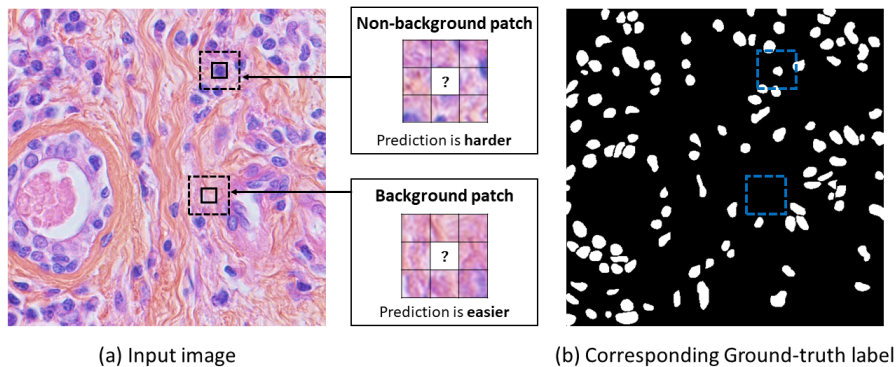 Non-background patch
?
Prediction is harder
Background patch
?
Prediction is easier
(a) Input image
(b) Corresponding Ground-truth label